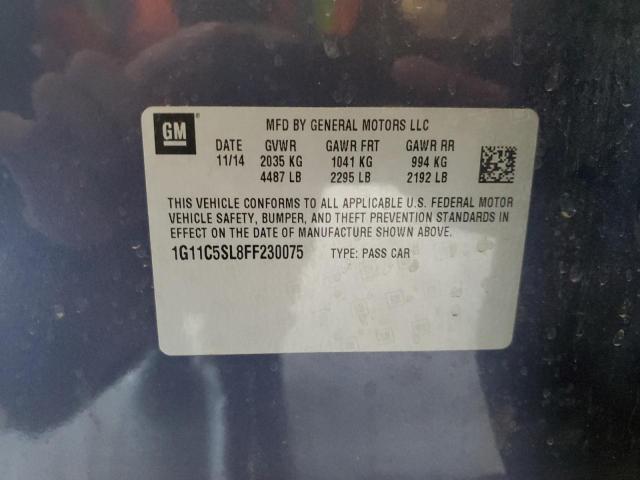 GM
MFD BY GENERAL MOTORS LLC
DATE GVWR GAWR FRT GAWR RR
11/14 2035 KG 1041 KG 994 KG
4487 LB 2295 LB 2192 LB
THIS VEHICLE CONFORMS TO ALL APPLICABLE U.S. FEDERAL MOTOR
VEHICLE SAFETY, BUMPER, AND THEFT PREVENTION STANDARDS IN
EFFECT ON THE DATE OF MANUFACTURE SHOWN ABOVE.
1G11C5SL8FF230075 TYPE: PASS CAR